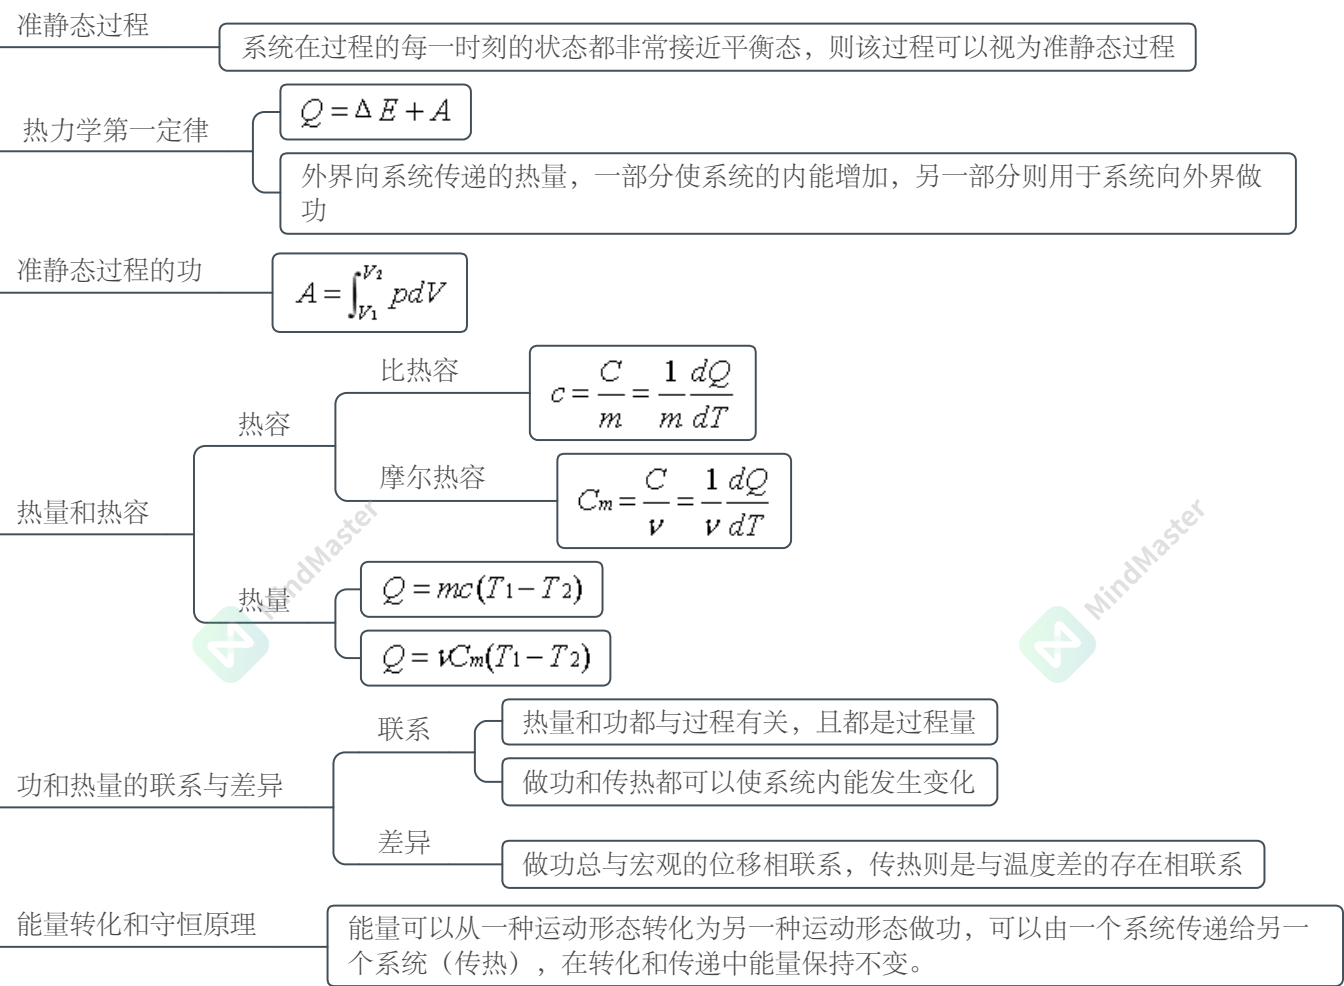 准静态过程
系统在过程的每一时刻的状态都非常接近平衡态，则该过程可以视为准静态过程
热力学第一定律
Q=ΔE+A
外界向系统传递的热量，一部分使系统的内能增加，另一部分则用于系统向外界做
功
准静态过程的功
A=∫_{V₁}^{V₂} pdV
热量和热容
热容
比热容
c=C/m=1/m dQ/dT
摩尔热容
Cm=C/ν=1/ν dQ/dT
热量
Q=mc(T1−T2)
Q=νCm(T1−T2)
功和热量的联系与差异
联系
热量和功都与过程有关，且都是过程量
做功和传热都可以使系统内能发生变化
差异
做功总与宏观的位移相联系，传热则是与温度差的存在相联系
能量转化和守恒原理
能量可以从一种运动形态转化为另一种运动形态做功，可以由一个系统传递给另一
个系统（传热），在转化和传递中能量保持不变。
MindMaster
MindMaster